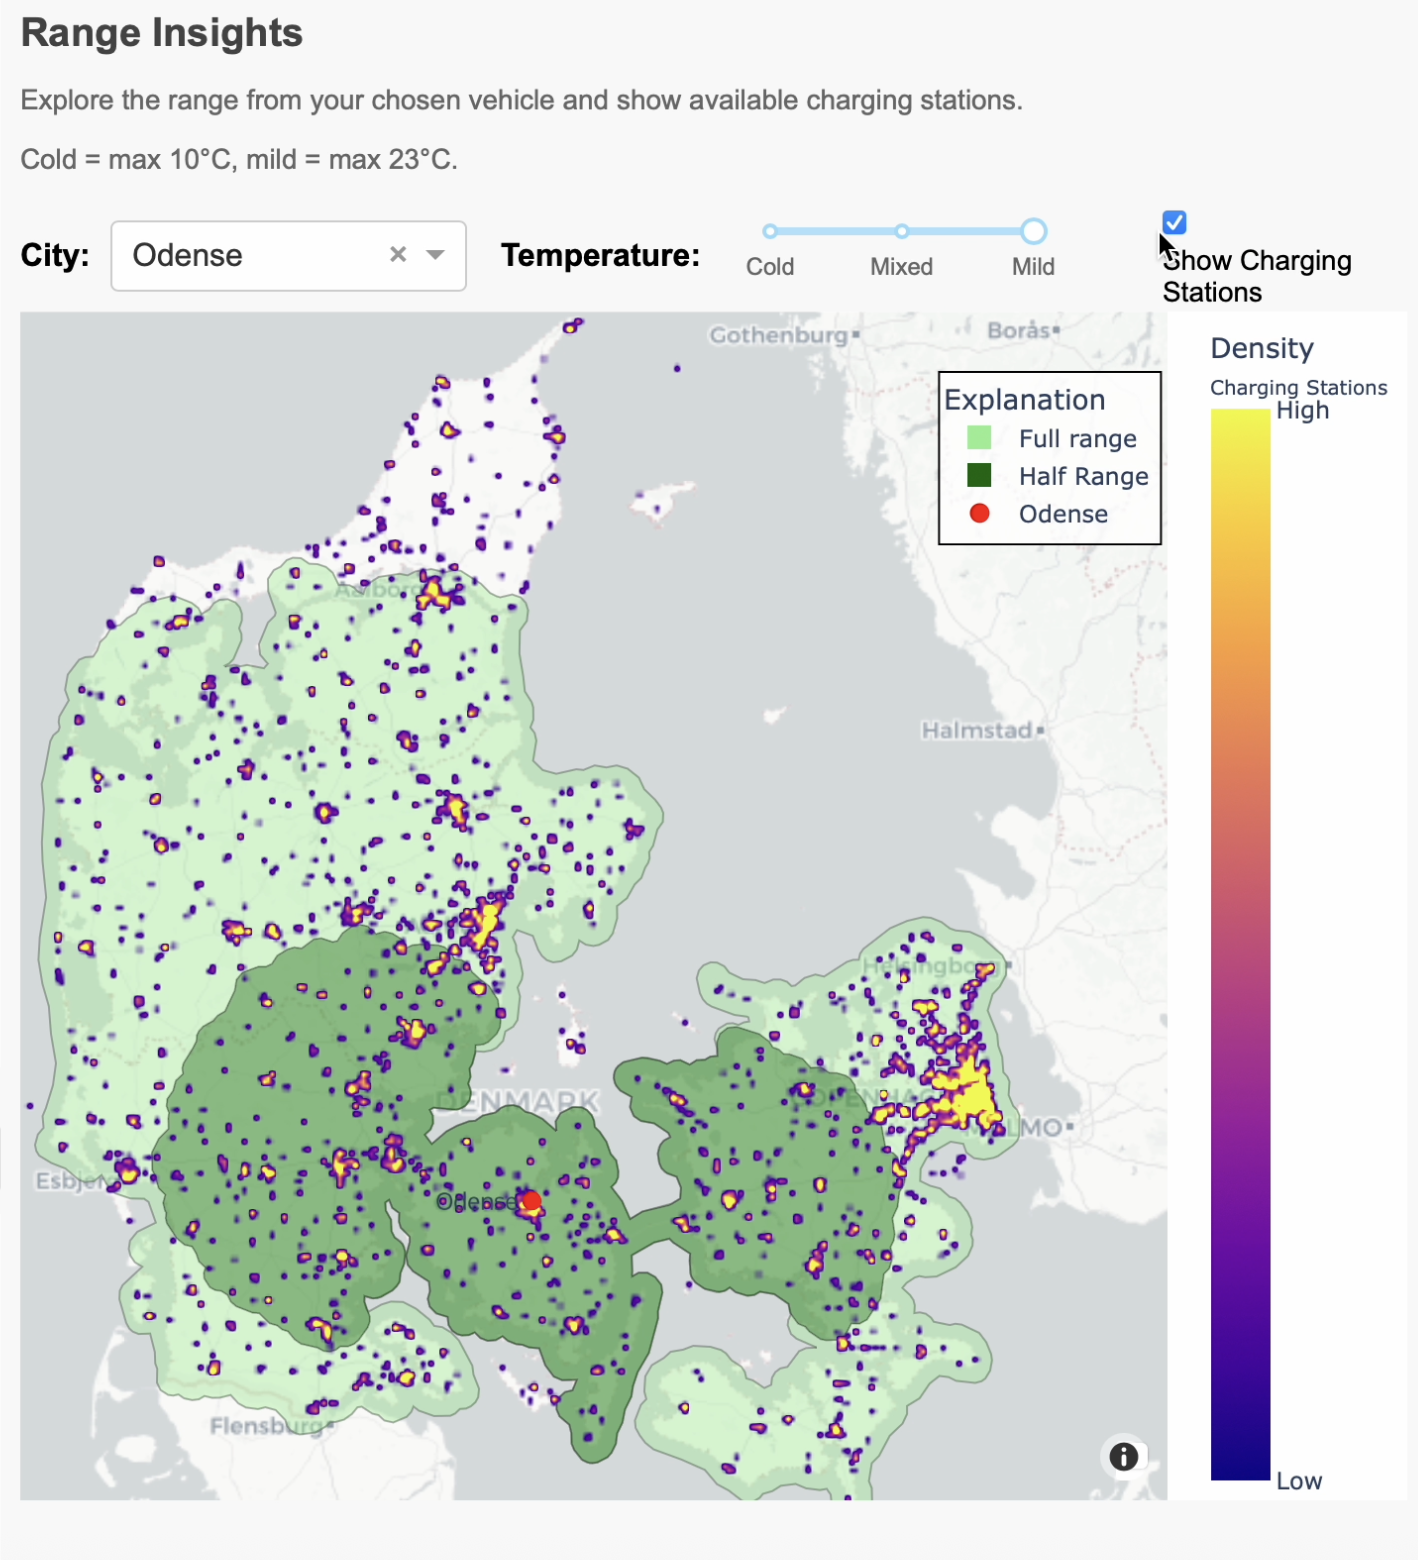 Range Insights
Explore the range from your chosen vehicle and show available charging stations.
Cold = max 10°C, mild = max 23°C.
City:
Odense
Temperature:
Cold
Mixed
Mild
Show Charging
Stations
Gothenburg
Borås
Explanation
Full range
Half Range
Odense
Density
Charging Stations
High
Low
Aalborg
Halmstad
Helsingborg
DENMARK
MALMO
Esbjer
Odense
Flensburg